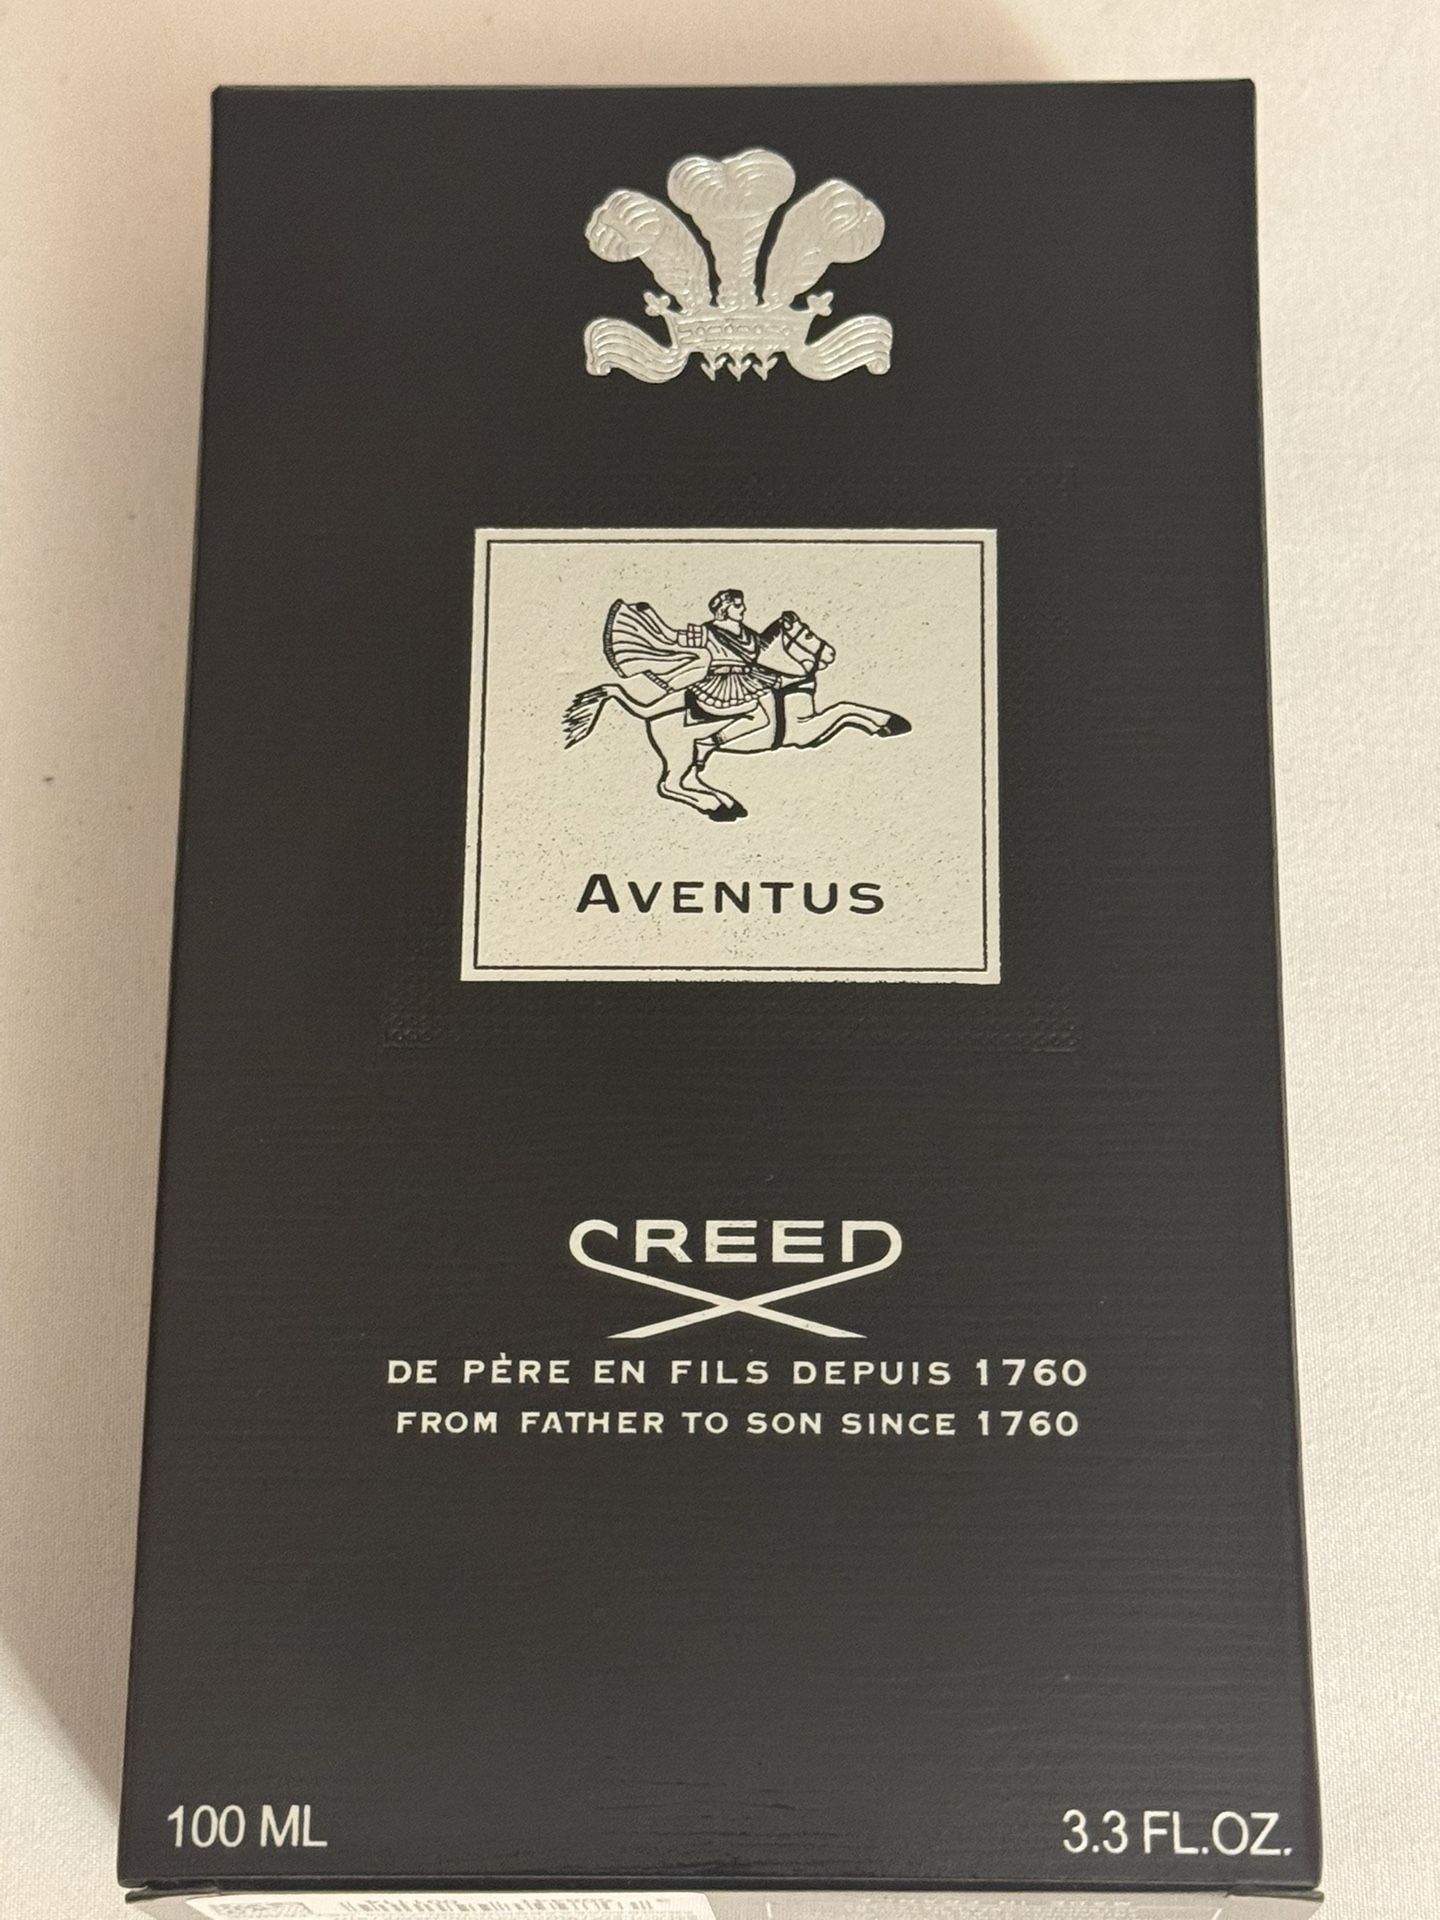 AVENTUS
CREED
DE PÈRE EN FILS DEPUIS 1760
FROM FATHER TO SON SINCE 1760
100 ML
3.3 FL.OZ.